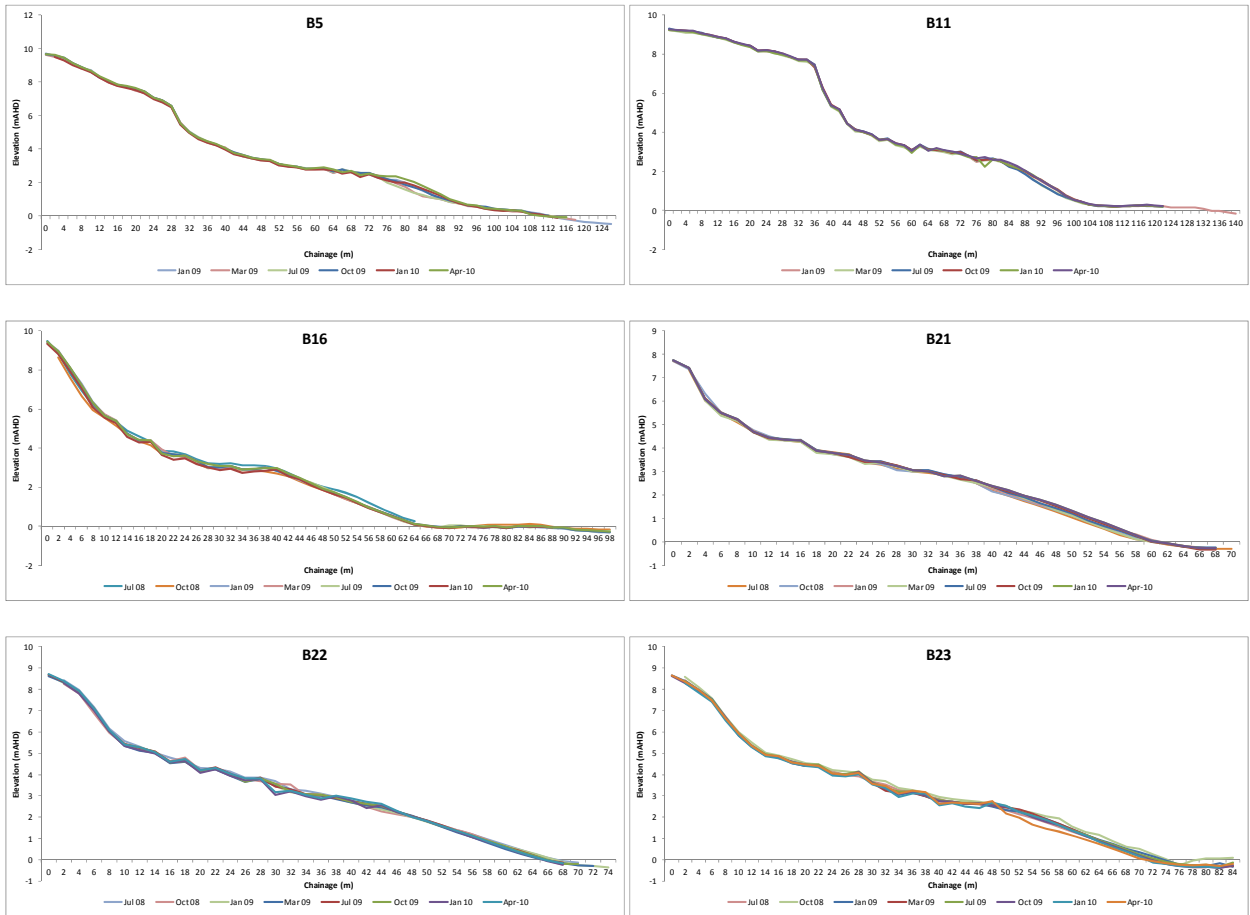 B5
12
10
8
6
4
2
0
-2
Elevation (mAHD)
0 4 8 12 16 20 24 28 32 36 40 44 48 52 56 60 64 68 72 76 80 84 88 92 96 100 104 108 112 116 120 124
Chainage (m)
Jan 09 Mar 09 Jul 09 Oct 09 Jan 10 Apr-10
B11
10
8
6
4
2
0
-2
Elevation (mAHD)
0 4 8 12 16 20 24 28 32 36 40 44 48 52 56 60 64 68 72 76 80 84 88 92 96 100 104 108 112 116 120 124 128 132 136 140
Chainage (m)
Jan 09 Mar 09 Jul 09 Oct 09 Jan 10 Apr-10
B16
10
8
6
4
2
0
-2
Elevation (mAHD)
0 2 4 6 8 10 12 14 16 18 20 22 24 26 28 30 32 34 36 38 40 42 44 46 48 50 52 54 56 58 60 62 64 66 68 70 72 74 76 78 80 82 84 86 88 90 92 94 96 98
Chainage (m)
Jul 08 Oct 08 Jan 09 Mar 09 Jul 09 Oct 09 Jan 10 Apr-10
B21
9
8
7
6
5
4
3
2
1
0
-1
Elevation (mAHD)
0 2 4 6 8 10 12 14 16 18 20 22 24 26 28 30 32 34 36 38 40 42 44 46 48 50 52 54 56 58 60 62 64 66 68 70
Chainage (m)
Jul 08 Oct 08 Jan 09 Mar 09 Jul 09 Oct 09 Jan 10 Apr-10
B22
10
9
8
7
6
5
4
3
2
1
0
-1
Elevation (mAHD)
0 2 4 6 8 10 12 14 16 18 20 22 24 26 28 30 32 34 36 38 40 42 44 46 48 50 52 54 56 58 60 62 64 66 68 70 72 74
Chainage (m)
Jul 08 Oct 08 Jan 09 Mar 09 Jul 09 Oct 09 Jan 10 Apr-10
B23
10
9
8
7
6
5
4
3
2
1
0
-1
Elevation (mAHD)
0 2 4 6 8 10 12 14 16 18 20 22 24 26 28 30 32 34 36 38 40 42 44 46 48 50 52 54 56 58 60 62 64 66 68 70 72 74 76 78 80 82 84
Chainage (m)
Jul 08 Oct 08 Jan 09 Mar 09 Jul 09 Oct 09 Jan 10 Apr-10